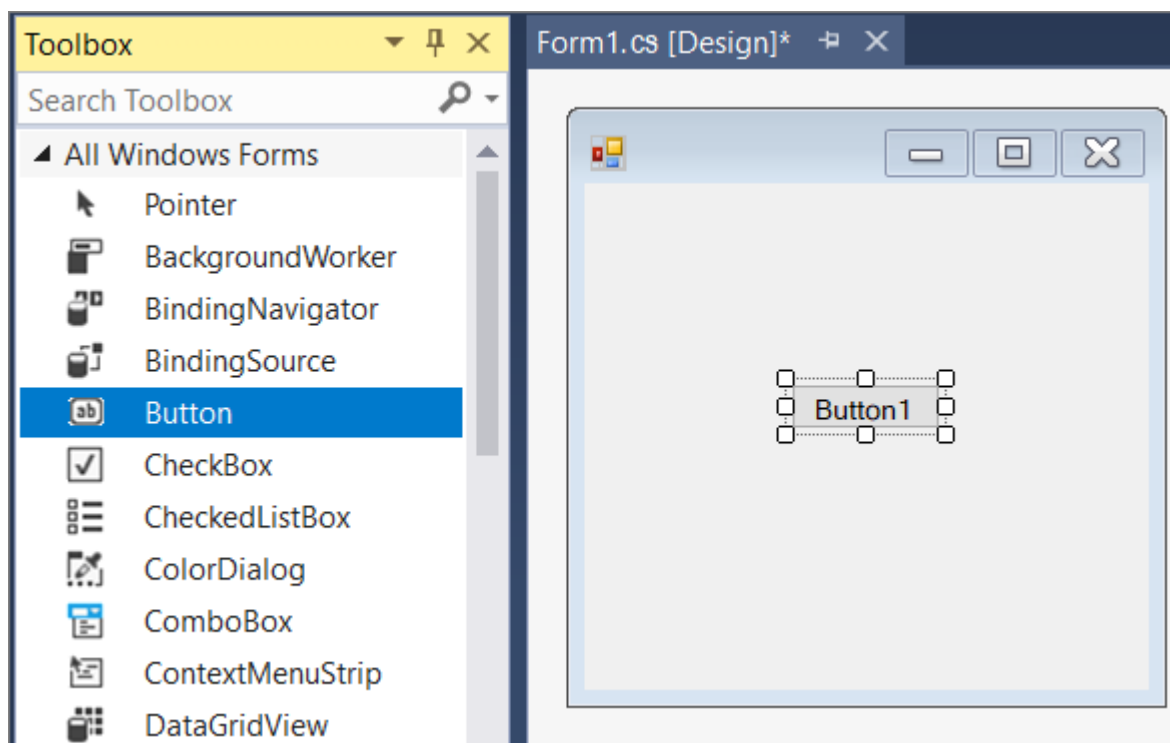 Toolbox
Search Toolbox
All Windows Forms
Pointer
BackgroundWorker
BindingNavigator
BindingSource
ab Button
CheckBox
CheckedListBox
ColorDialog
ComboBox
ContextMenuStrip
DataGridView
Form1.cs [Design]*
Button1